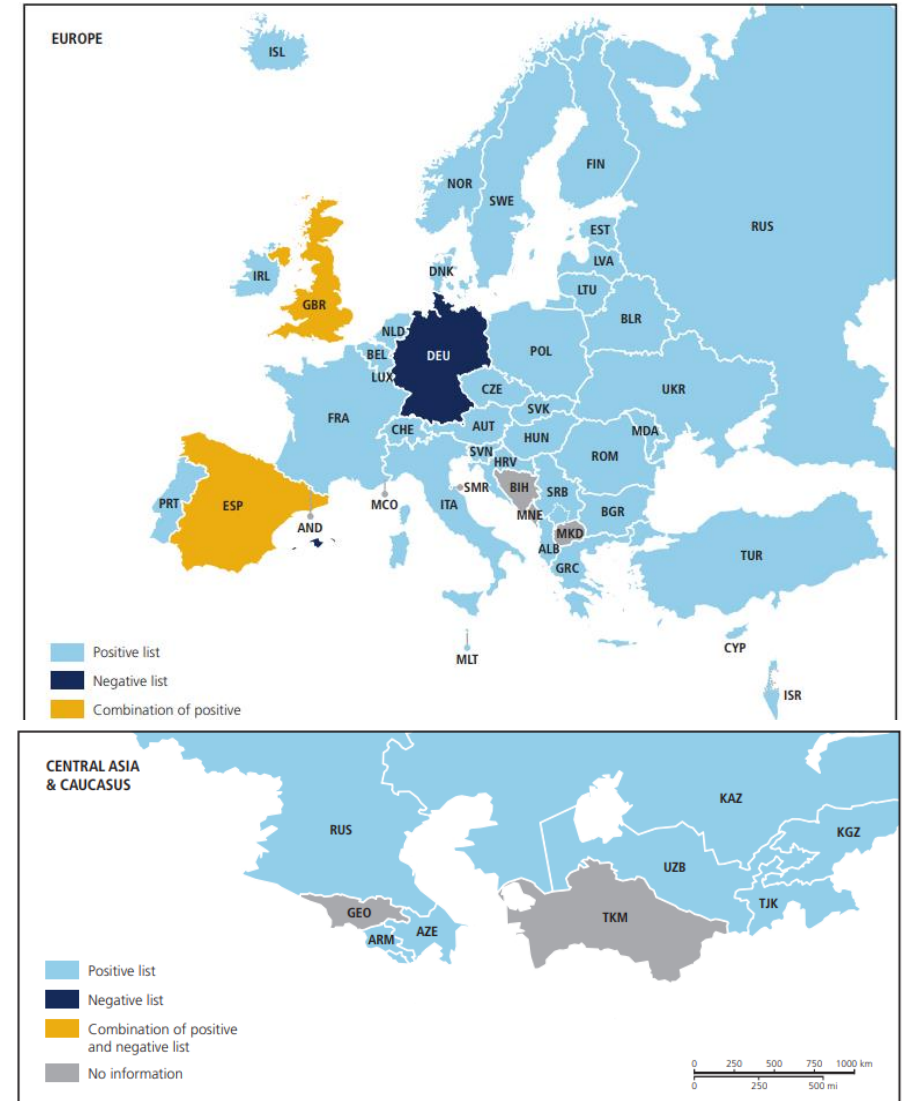 EUROPE
ISL
FIN
NOR
SWE
RUS
EST
LVA
DNK
IRL
LTU
GBR
BLR
NLD
BEL
DEU
POL
LUX
CZE
UKR
SVK
FRA
AUT
CHE
MDA
HUN
SVN
ROM
HRV
SMR
BIH
SRB
PRT
ESP
MCO
ITA
BGR
MNE
AND
MKD
ALB
TUR
GRC
CYP
MLT
ISR
Positive list
Negative list
Combination of positive
CENTRAL ASIA
& CAUCASUS
KAZ
RUS
KGZ
UZB
TJK
GEO
TKM
AZE
ARM
Positive list
Negative list
Combination of positive
and negative list
No information
0 250 500 750 1000 km
0 250 500 mi